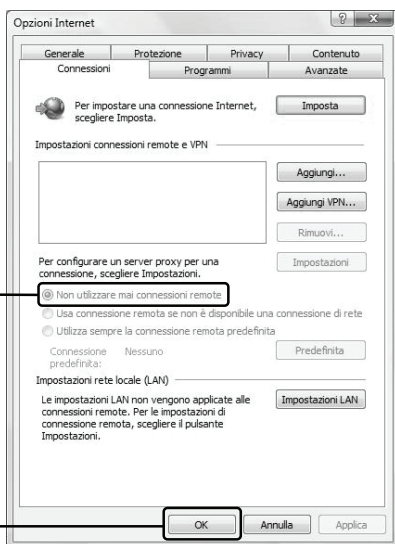 Opzioni Internet
Generale Protezione Privacy Contenuto
Connessioni Programmi Avanzate
Per impostare una connessione Internet,
scegliere Imposta.
Imposta
Impostazioni connessioni remote e VPN
Aggiungi...
Aggiungi VPN...
Rimuovi...
Per configurare un server proxy per una
connessione, scegliere Impostazioni.
Impostazioni
Non utilizzare mai connessioni remote
Usa connessione remota se non è disponibile una connessione di rete
Utilizza sempre la connessione remota predefinita
Connessione
predefinita:
Nessuno
Predefinita
Impostazioni rete locale (LAN)
Le impostazioni LAN non vengono applicate alle
connessioni remote. Per le impostazioni di
connessione remota, scegliere il pulsante
Impostazioni.
Impostazioni LAN
OK Annulla Applica